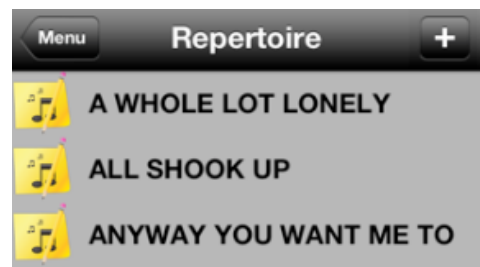 Menu
Repertoire
+
A WHOLE LOT LONELY
ALL SHOOK UP
ANYWAY YOU WANT ME TO